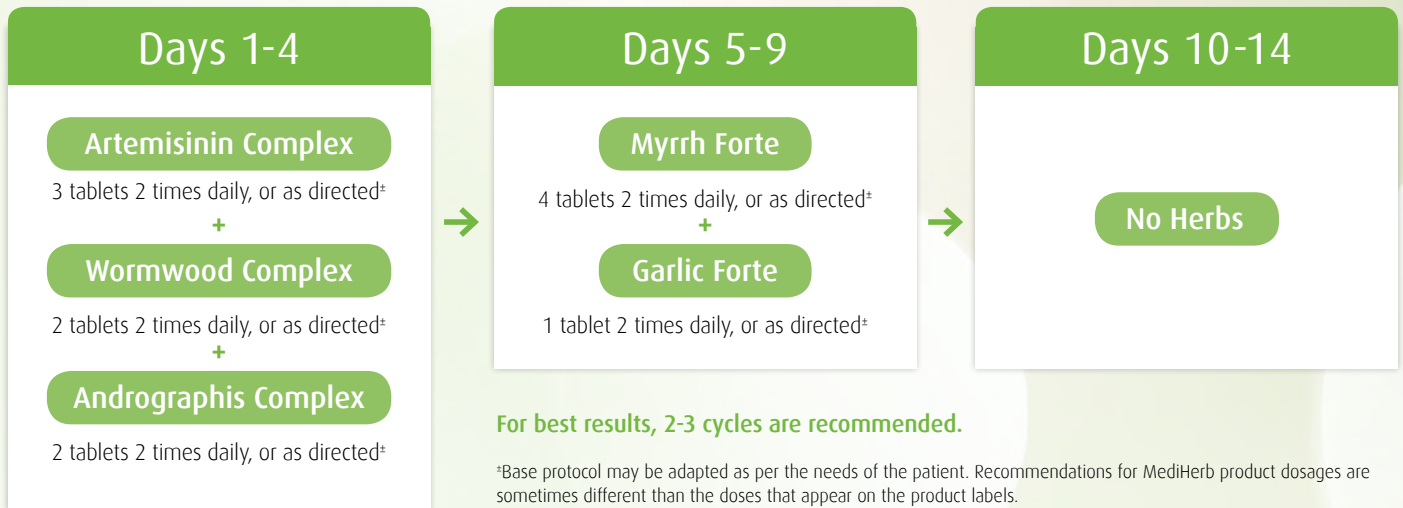 Days 1-4
Artemisinin Complex
3 tablets 2 times daily, or as directed±
+
Wormwood Complex
2 tablets 2 times daily, or as directed±
+
Andrographis Complex
2 tablets 2 times daily, or as directed±
→
Days 5-9
Myrrh Forte
4 tablets 2 times daily, or as directed±
+
Garlic Forte
1 tablet 2 times daily, or as directed±
→
Days 10-14
No Herbs
For best results, 2-3 cycles are recommended.
±Base protocol may be adapted as per the needs of the patient. Recommendations for MediHerb product dosages are
sometimes different than the doses that appear on the product labels.